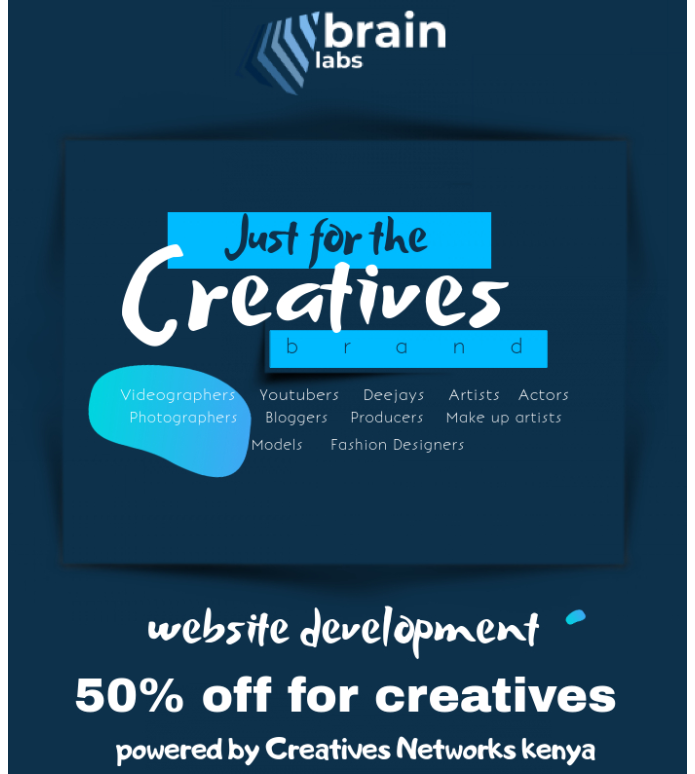 brain
labs
Just for the
Creatives
brand
Videographers Youtubers Deejays Artists Actors
Photographers Bloggers Producers Make up artists
Models Fashion Designers
website development
50% off for creatives
powered by Creatives Networks kenya